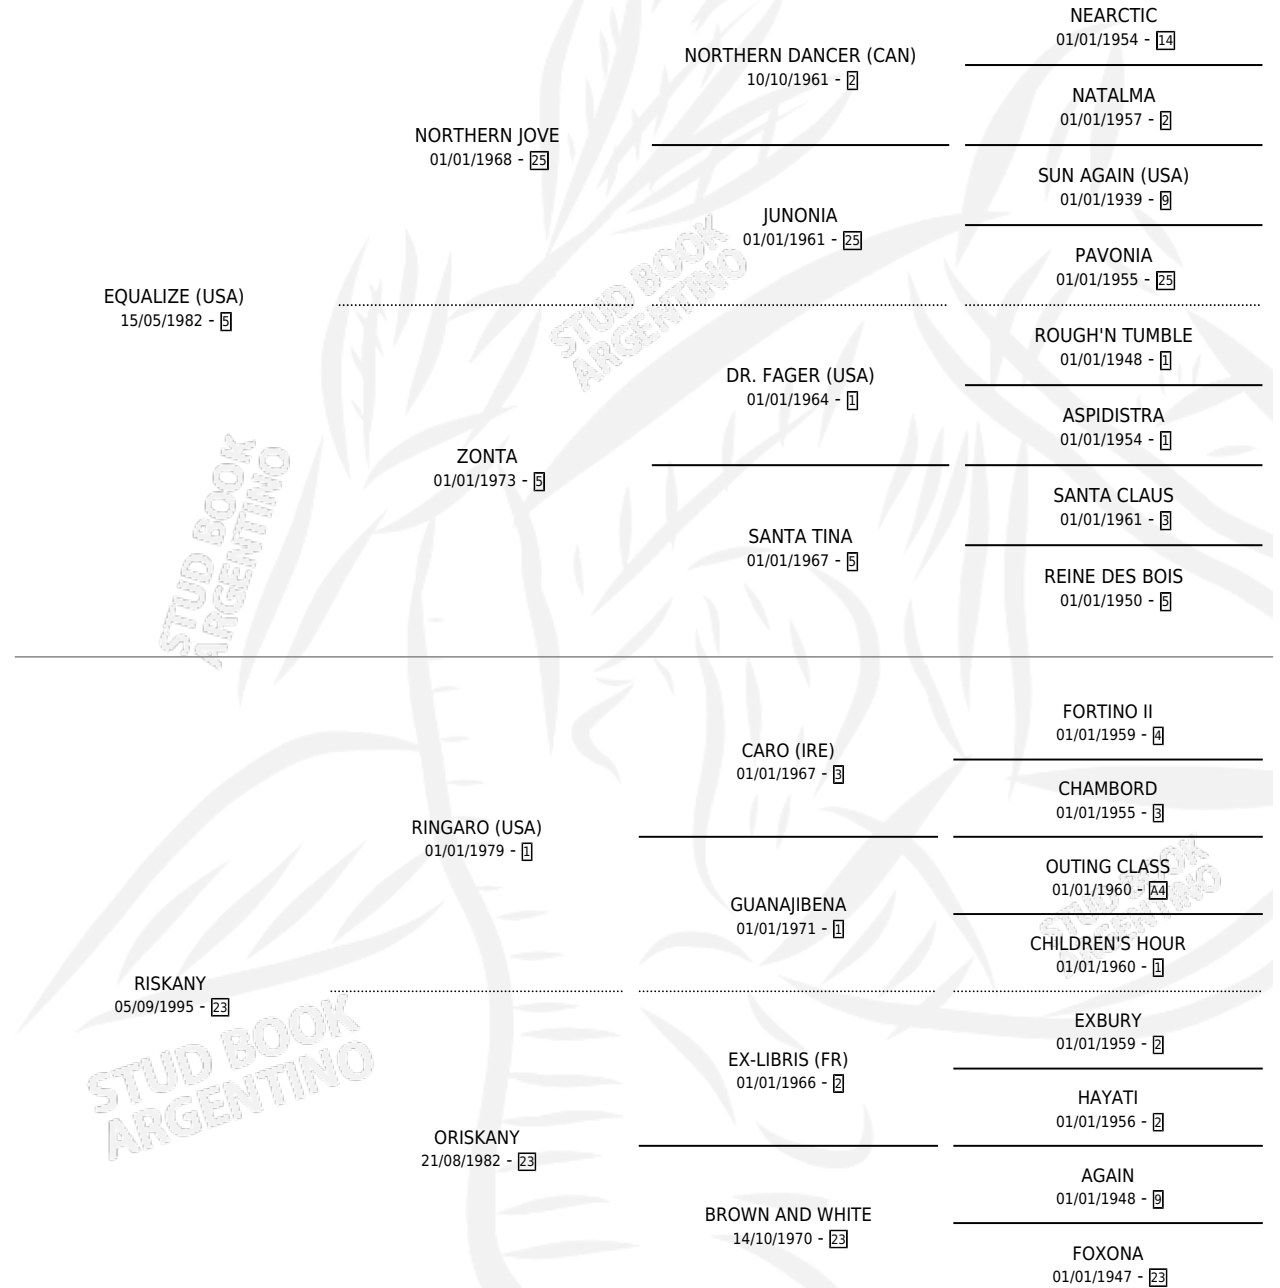 NEARCTIC
01/01/1954 - 14
NORTHERN DANCER (CAN)
10/10/1961 - 2
NATALMA
01/01/1957 - 2
NORTHERN JOVE
01/01/1968 - 25
SUN AGAIN (USA)
01/01/1939 - 9
JUNONIA
01/01/1961 - 25
PAVONIA
01/01/1955 - 25
EQUALIZE (USA)
15/05/1982 - 5
STUD BOOK
ARGENTINO
ROUGH'N TUMBLE
01/01/1948 - 1
DR. FAGER (USA)
01/01/1964 - 1
ASPIDISTRA
01/01/1954 - 1
ZONTA
01/01/1973 - 5
SANTA CLAUS
01/01/1961 - 3
SANTA TINA
01/01/1967 - 5
REINE DES BOIS
01/01/1950 - 5
STUD BOOK
ARGENTINO
FORTINO II
01/01/1959 - 4
CARO (IRE)
01/01/1967 - 3
CHAMBORD
01/01/1955 - 3
RINGARO (USA)
01/01/1979 - 1
OUTING CLASS
01/01/1960 - A4
GUANAJIBENA
01/01/1971 - 1
CHILDREN'S HOUR
01/01/1960 - 1
STUD BOOK
ARGENTINO
RISKANY
05/09/1995 - 23
EXBURY
01/01/1959 - 2
EX-LIBRIS (FR)
01/01/1966 - 2
HAYATI
01/01/1956 - 2
STUD BOOK
ARGENTINO
ORISKANY
21/08/1982 - 23
AGAIN
01/01/1948 - 9
BROWN AND WHITE
14/10/1970 - 23
FOXONA
01/01/1947 - 23